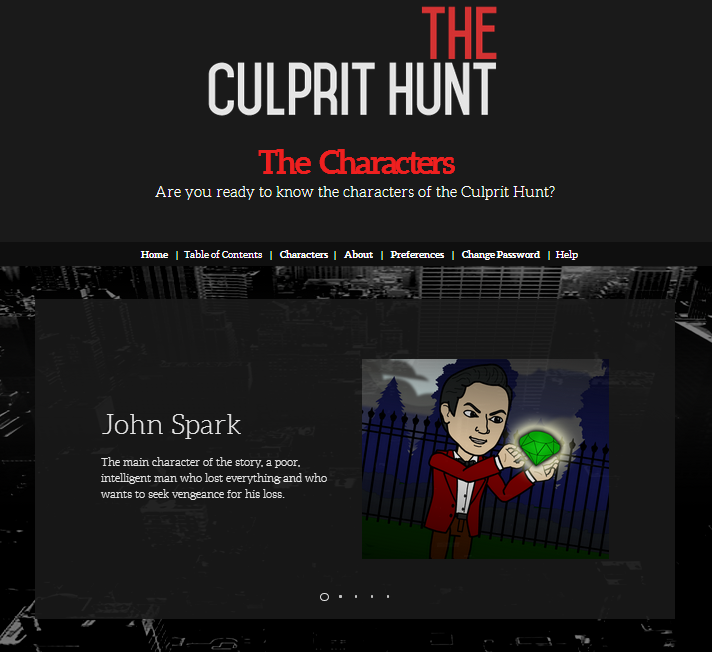 THE
CULPRIT HUNT
The Characters
Are you ready to know the characters of the Culprit Hunt?
Home | Table of Contents | Characters | About | Preferences | Change Password | Help
John Spark
The main character of the story, a poor,
intelligent man who lost everything and who
wants to seek vengeance for his loss.